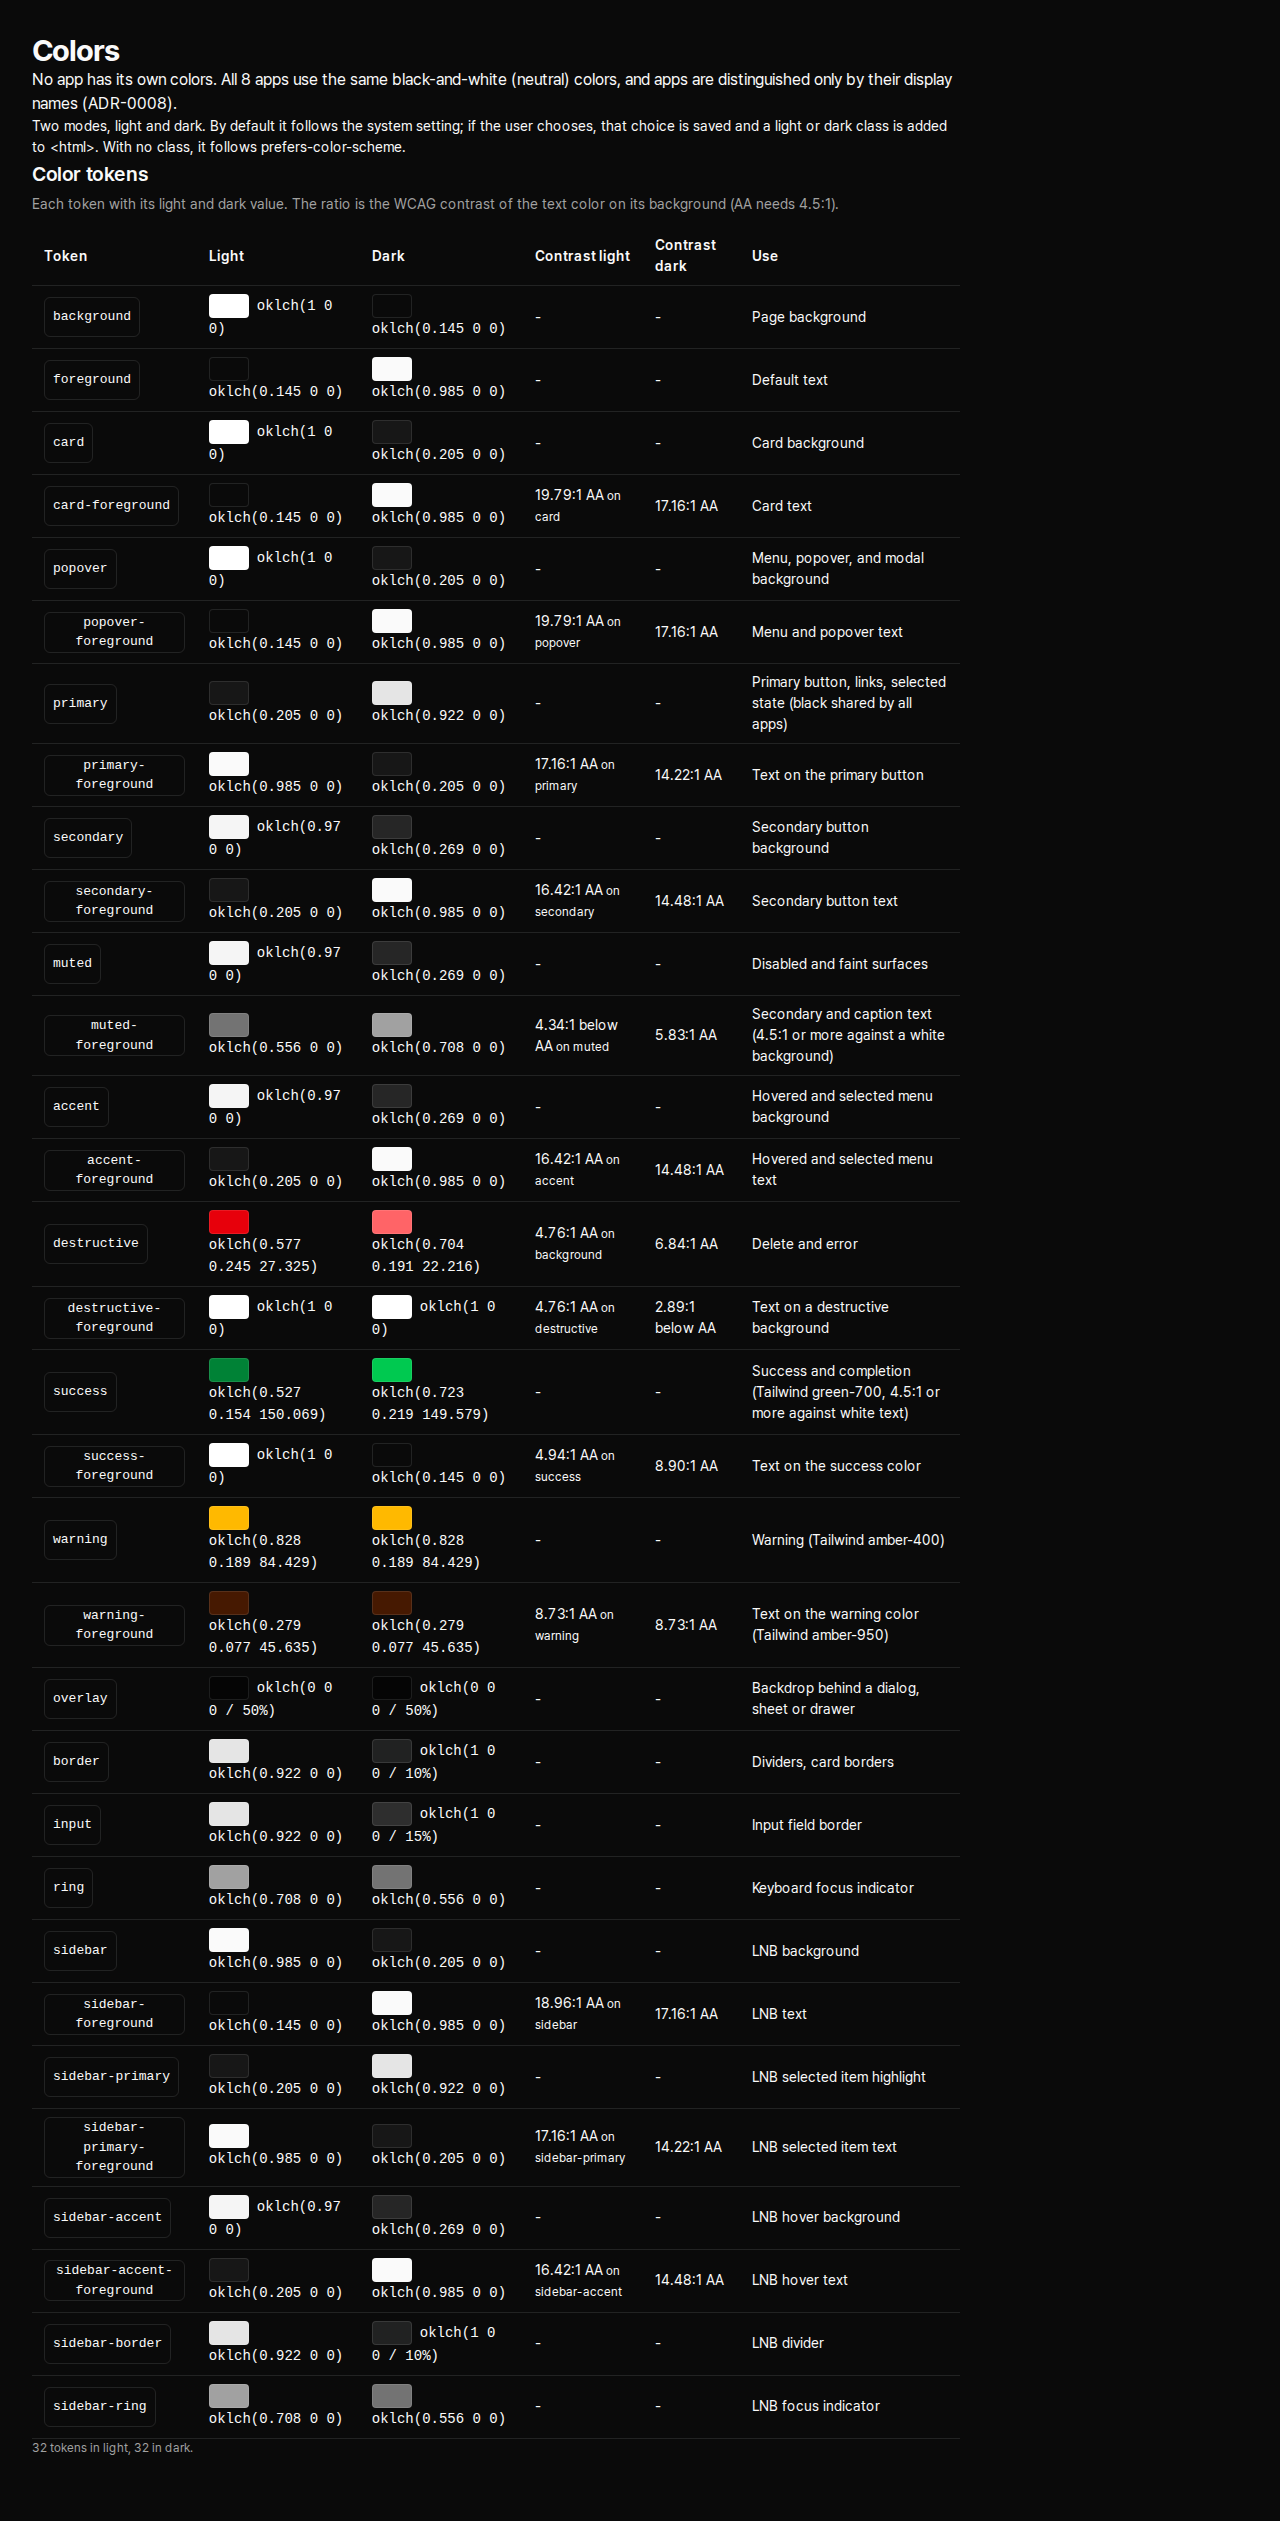 Colors
No app has its own colors. All 8 apps use the same black-and-white (neutral) colors, and apps are distinguished only by their display
names (ADR-0008).
Two modes, light and dark. By default it follows the system setting; if the user chooses, that choice is saved and a light or dark class is added
to <html>. With no class, it follows prefers-color-scheme.
Color tokens
Each token with its light and dark value. The ratio is the WCAG contrast of the text color on its background (AA needs 4.5:1).
Token Light Dark Contrast light Contrast dark Use
background oklch(1 0 0) oklch(0.145 0 0) - - Page background
foreground oklch(0.145 0 0) oklch(0.985 0 0) - - Default text
card oklch(1 0 0) oklch(0.205 0 0) - - Card background
card-foreground oklch(0.145 0 0) oklch(0.985 0 0) 19.79:1 AA on card 17.16:1 AA Card text
popover oklch(1 0 0) oklch(0.205 0 0) - - Menu, popover, and modal background
popover-foreground oklch(0.145 0 0) oklch(0.985 0 0) 19.79:1 AA on popover 17.16:1 AA Menu and popover text
primary oklch(0.205 0 0) oklch(0.922 0 0) - - Primary button, links, selected state (black shared by all apps)
primary-foreground oklch(0.985 0 0) oklch(0.205 0 0) 17.16:1 AA on primary 14.22:1 AA Text on the primary button
secondary oklch(0.97 0 0) oklch(0.269 0 0) - - Secondary button background
secondary-foreground oklch(0.205 0 0) oklch(0.985 0 0) 16.42:1 AA on secondary 14.48:1 AA Secondary button text
muted oklch(0.97 0 0) oklch(0.269 0 0) - - Disabled and faint surfaces
muted-foreground oklch(0.556 0 0) oklch(0.708 0 0) 4.34:1 below AA on muted 5.83:1 AA Secondary and caption text (4.5:1 or more against a white background)
accent oklch(0.97 0 0) oklch(0.269 0 0) - - Hovered and selected menu background
accent-foreground oklch(0.205 0 0) oklch(0.985 0 0) 16.42:1 AA on accent 14.48:1 AA Hovered and selected menu text
destructive oklch(0.577 0.245 27.325) oklch(0.704 0.191 22.216) 4.76:1 AA on background 6.84:1 AA Delete and error
destructive-foreground oklch(1 0 0) oklch(1 0 0) 4.76:1 AA on destructive 2.89:1 below AA Text on a destructive background
success oklch(0.527 0.154 150.069) oklch(0.723 0.219 149.579) - - Success and completion (Tailwind green-700, 4.5:1 or more against white text)
success-foreground oklch(1 0 0) oklch(0.145 0 0) 4.94:1 AA on success 8.90:1 AA Text on the success color
warning oklch(0.828 0.189 84.429) oklch(0.828 0.189 84.429) - - Warning (Tailwind amber-400)
warning-foreground oklch(0.279 0.077 45.635) oklch(0.279 0.077 45.635) 8.73:1 AA on warning 8.73:1 AA Text on the warning color (Tailwind amber-950)
overlay oklch(0 0 0 / 50%) oklch(0 0 0 / 50%) - - Backdrop behind a dialog, sheet or drawer
border oklch(0.922 0 0) oklch(1 0 0 / 10%) - - Dividers, card borders
input oklch(0.922 0 0) oklch(1 0 0 / 15%) - - Input field border
ring oklch(0.708 0 0) oklch(0.556 0 0) - - Keyboard focus indicator
sidebar oklch(0.985 0 0) oklch(0.205 0 0) - - LNB background
sidebar-foreground oklch(0.145 0 0) oklch(0.985 0 0) 18.96:1 AA on sidebar 17.16:1 AA LNB text
sidebar-primary oklch(0.205 0 0) oklch(0.922 0 0) - - LNB selected item highlight
sidebar-primary-foreground oklch(0.985 0 0) oklch(0.205 0 0) 17.16:1 AA on sidebar-primary 14.22:1 AA LNB selected item text
sidebar-accent oklch(0.97 0 0) oklch(0.269 0 0) - - LNB hover background
sidebar-accent-foreground oklch(0.205 0 0) oklch(0.985 0 0) 16.42:1 AA on sidebar-accent 14.48:1 AA LNB hover text
sidebar-border oklch(0.922 0 0) oklch(1 0 0 / 10%) - - LNB divider
sidebar-ring oklch(0.708 0 0) oklch(0.556 0 0) - - LNB focus indicator
32 tokens in light, 32 in dark.